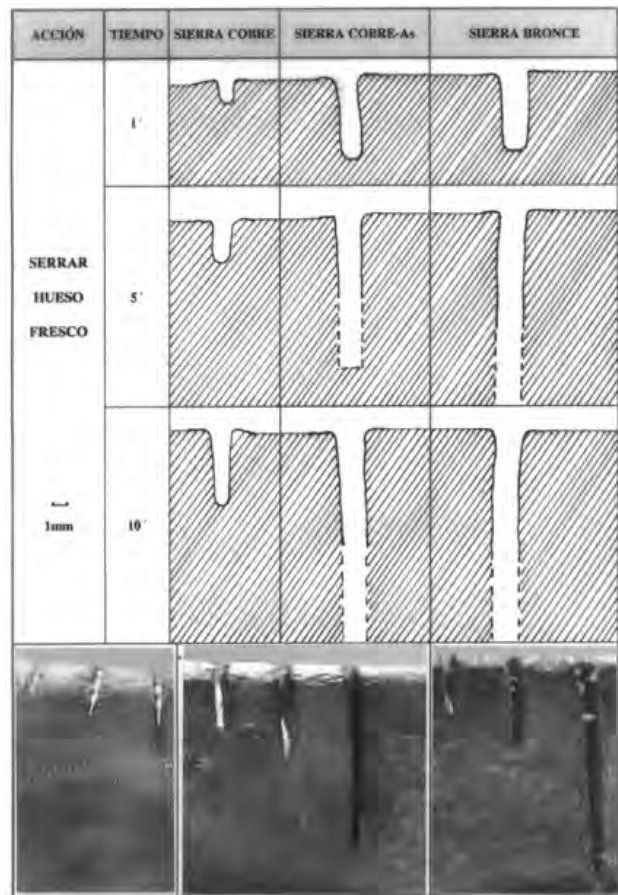 ACCIÓN TIEMPO SIERRA COBRE SIERRA COBRE-As SIERRA BRONCE
1´
SERRAR
HUESO
FRESCO
5´
1mm
10´